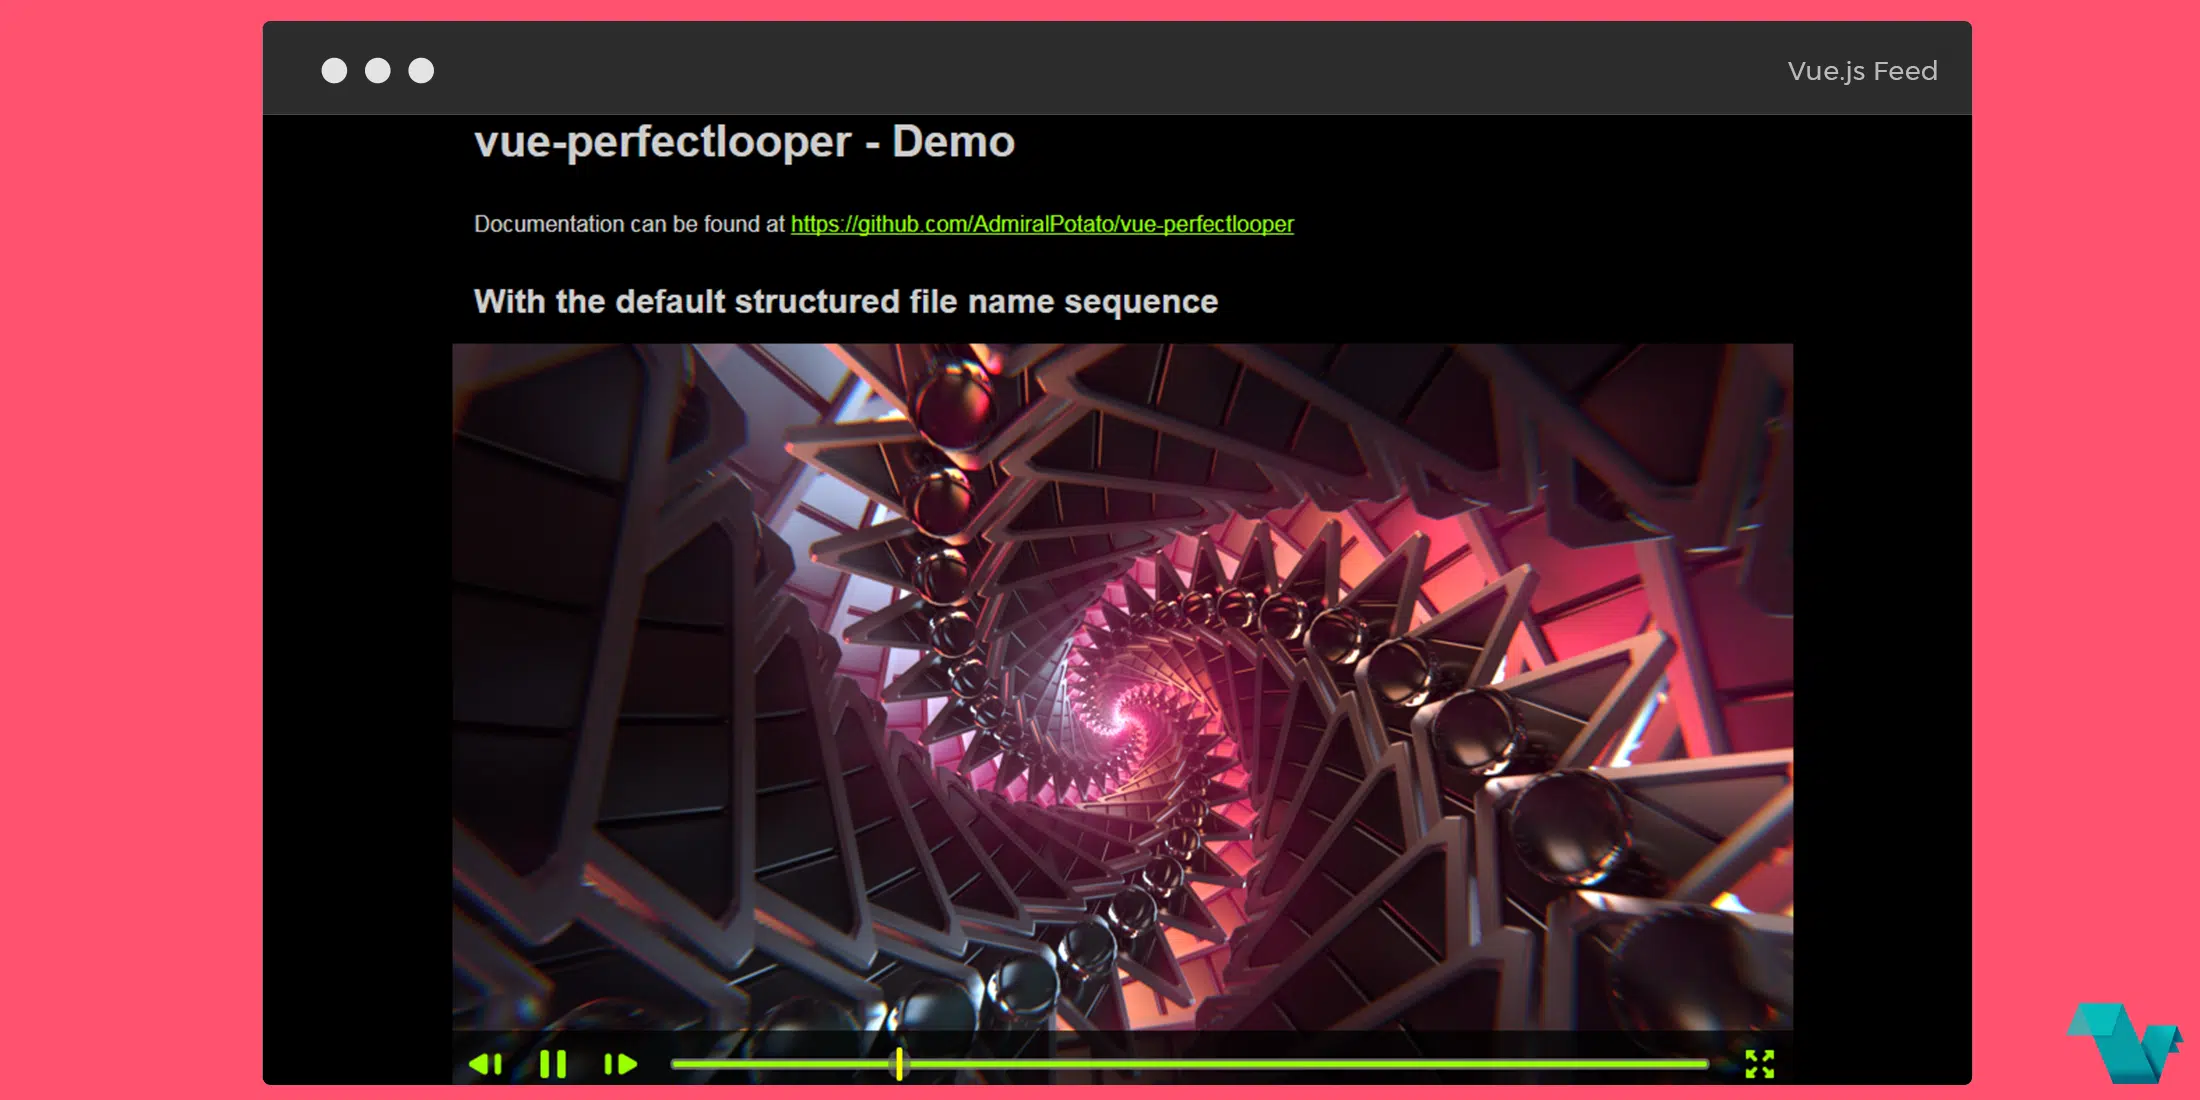 Vue.js Feed
vue-perfectlooper - Demo
Documentation can be found at https://github.com/AdmiralPotato/vue-perfectlooper
With the default structured file name sequence